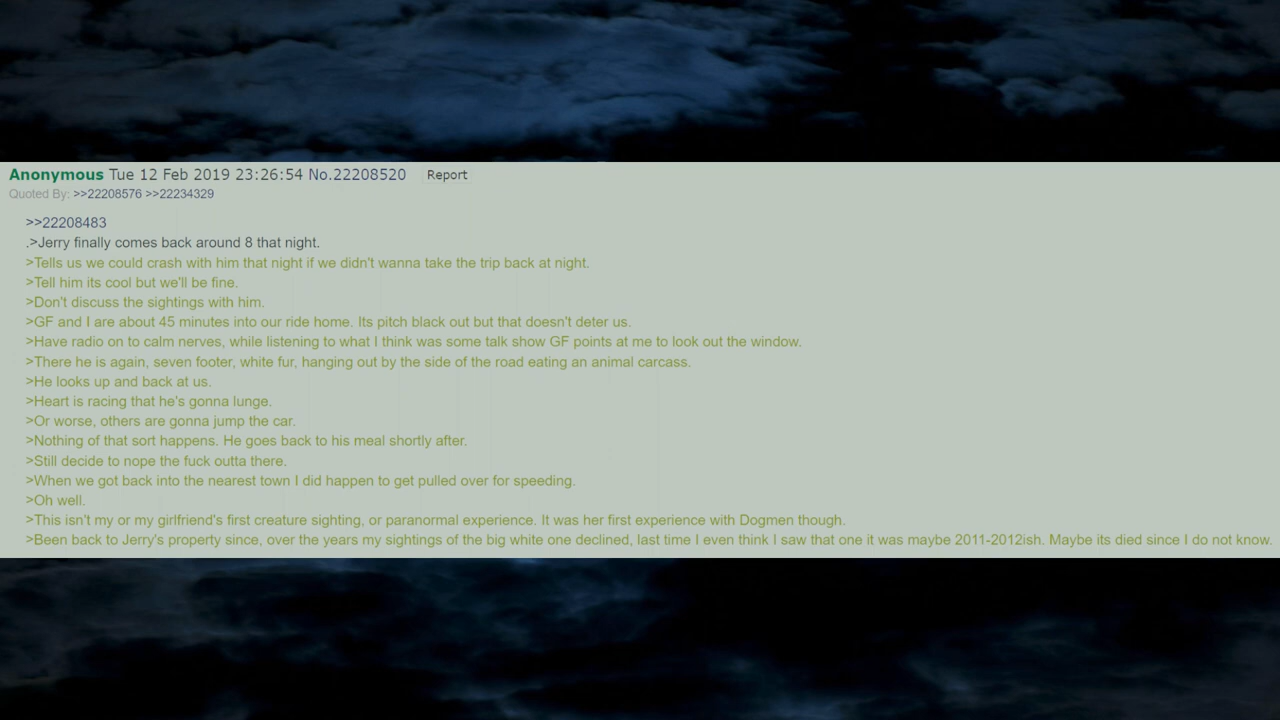 Anonymous Tue 12 Feb 2019 23:26:54 No.22208520 Report
Quoted By: >>22208576 >>22234329
>>22208483
.>Jerry finally comes back around 8 that night.
>Tells us we could crash with him that night if we didn't wanna take the trip back at night.
>Tell him its cool but we'll be fine.
>Don't discuss the sightings with him.
>GF and I are about 45 minutes into our ride home. Its pitch black out but that doesn't deter us.
>Have radio on to calm nerves, while listening to what I think was some talk show GF points at me to look out the window.
>There he is again, seven footer, white fur, hanging out by the side of the road eating an animal carcass.
>He looks up and back at us.
>Heart is racing that he's gonna lunge.
>Or worse, others are gonna jump the car.
>Nothing of that sort happens. He goes back to his meal shortly after.
>Still decide to nope the fuck outta there.
>When we got back into the nearest town I did happen to get pulled over for speeding.
>Oh well.
>This isn't my or my girlfriend's first creature sighting, or paranormal experience. It was her first experience with Dogmen though.
>Been back to Jerry's property since, over the years my sightings of the big white one declined, last time I even think I saw that one it was maybe 2011-2012ish. Maybe its died since I do not know.